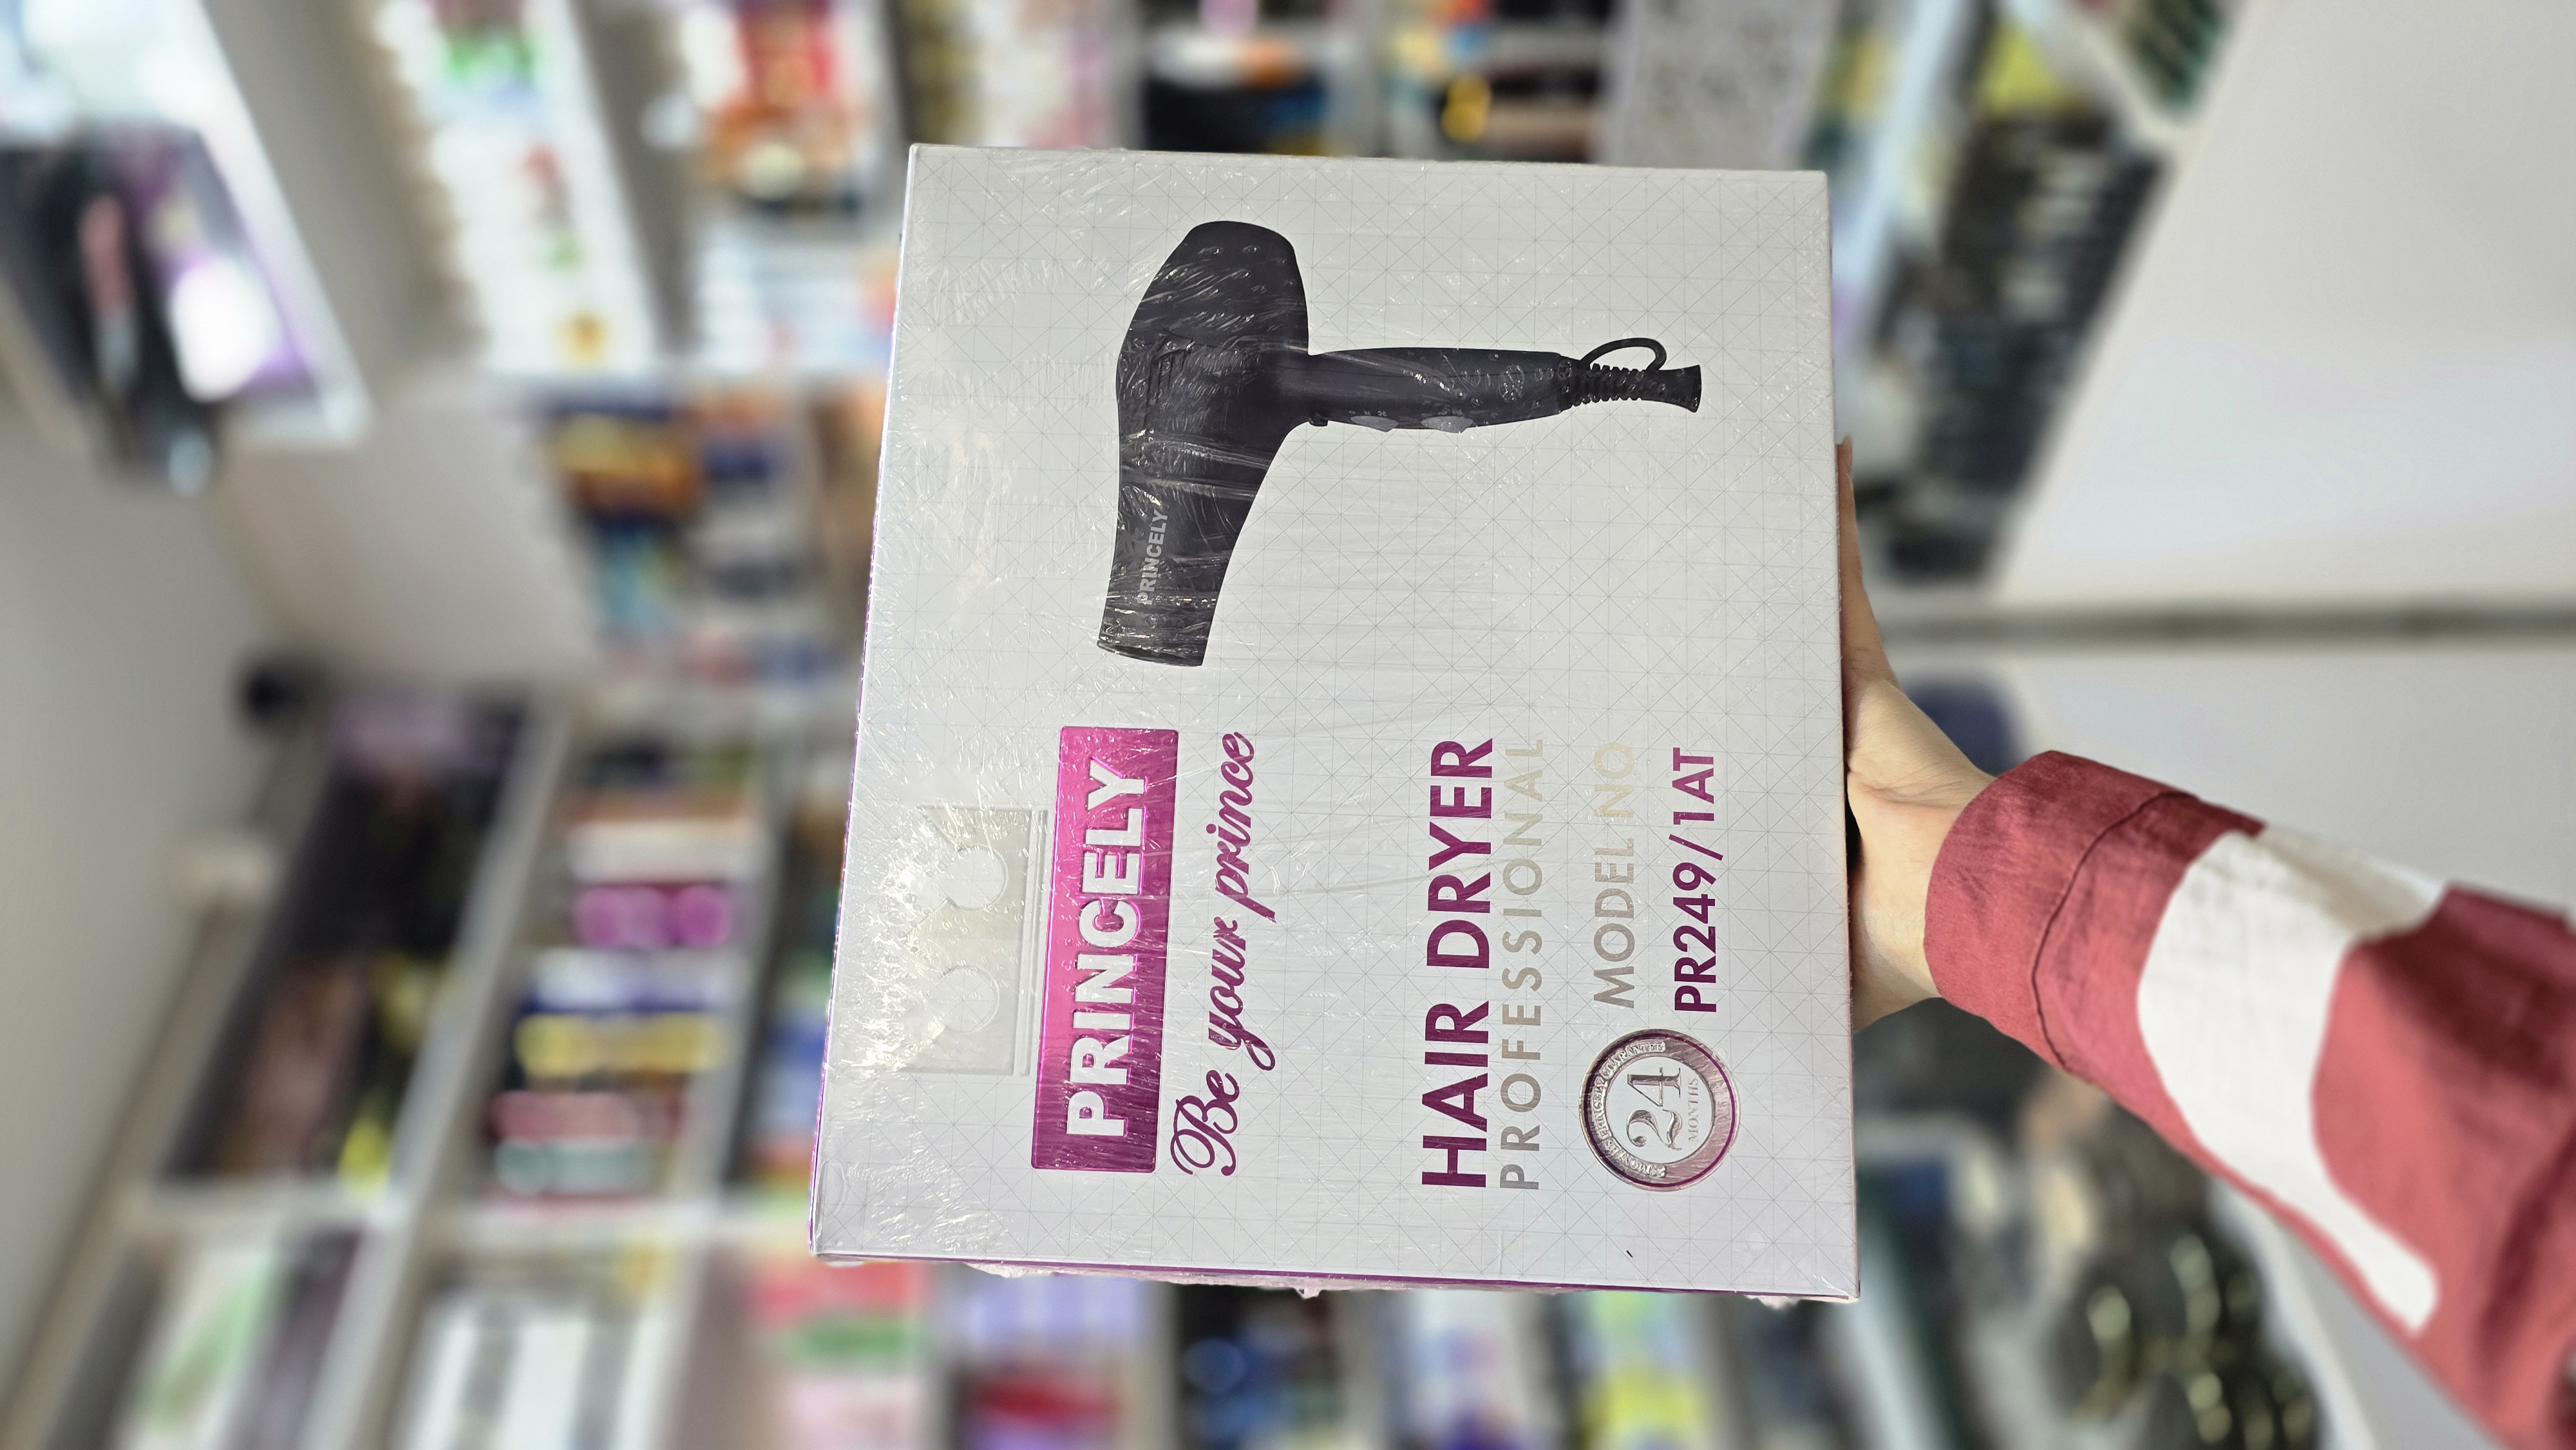 PRINCELY
PRINCELY
Be your prince
HAIR DRYER
PROFESSIONAL
MODEL NO
PR249/1AT
24
MONTHS